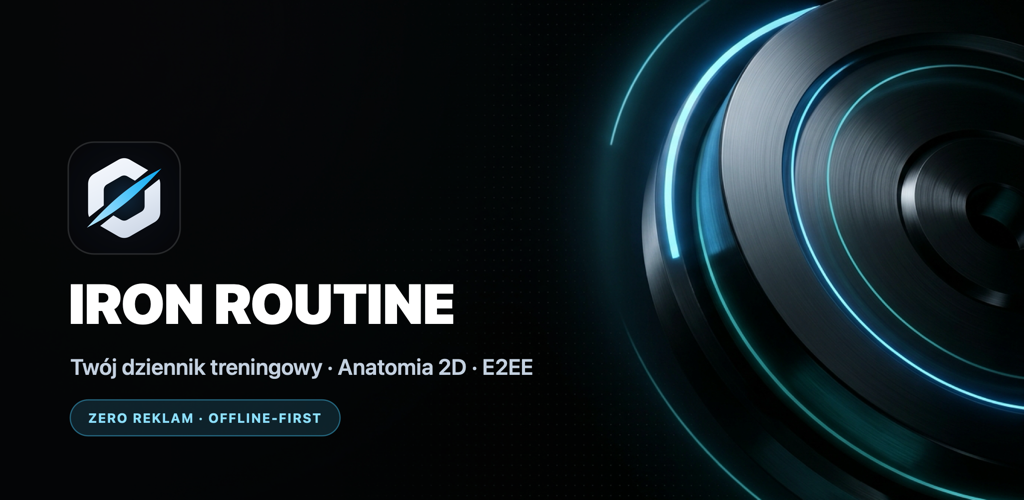 IRON ROUTINE
Twój dziennik treningowy · Anatomia 2D · E2EE
ZERO REKLAM · OFFLINE-FIRST